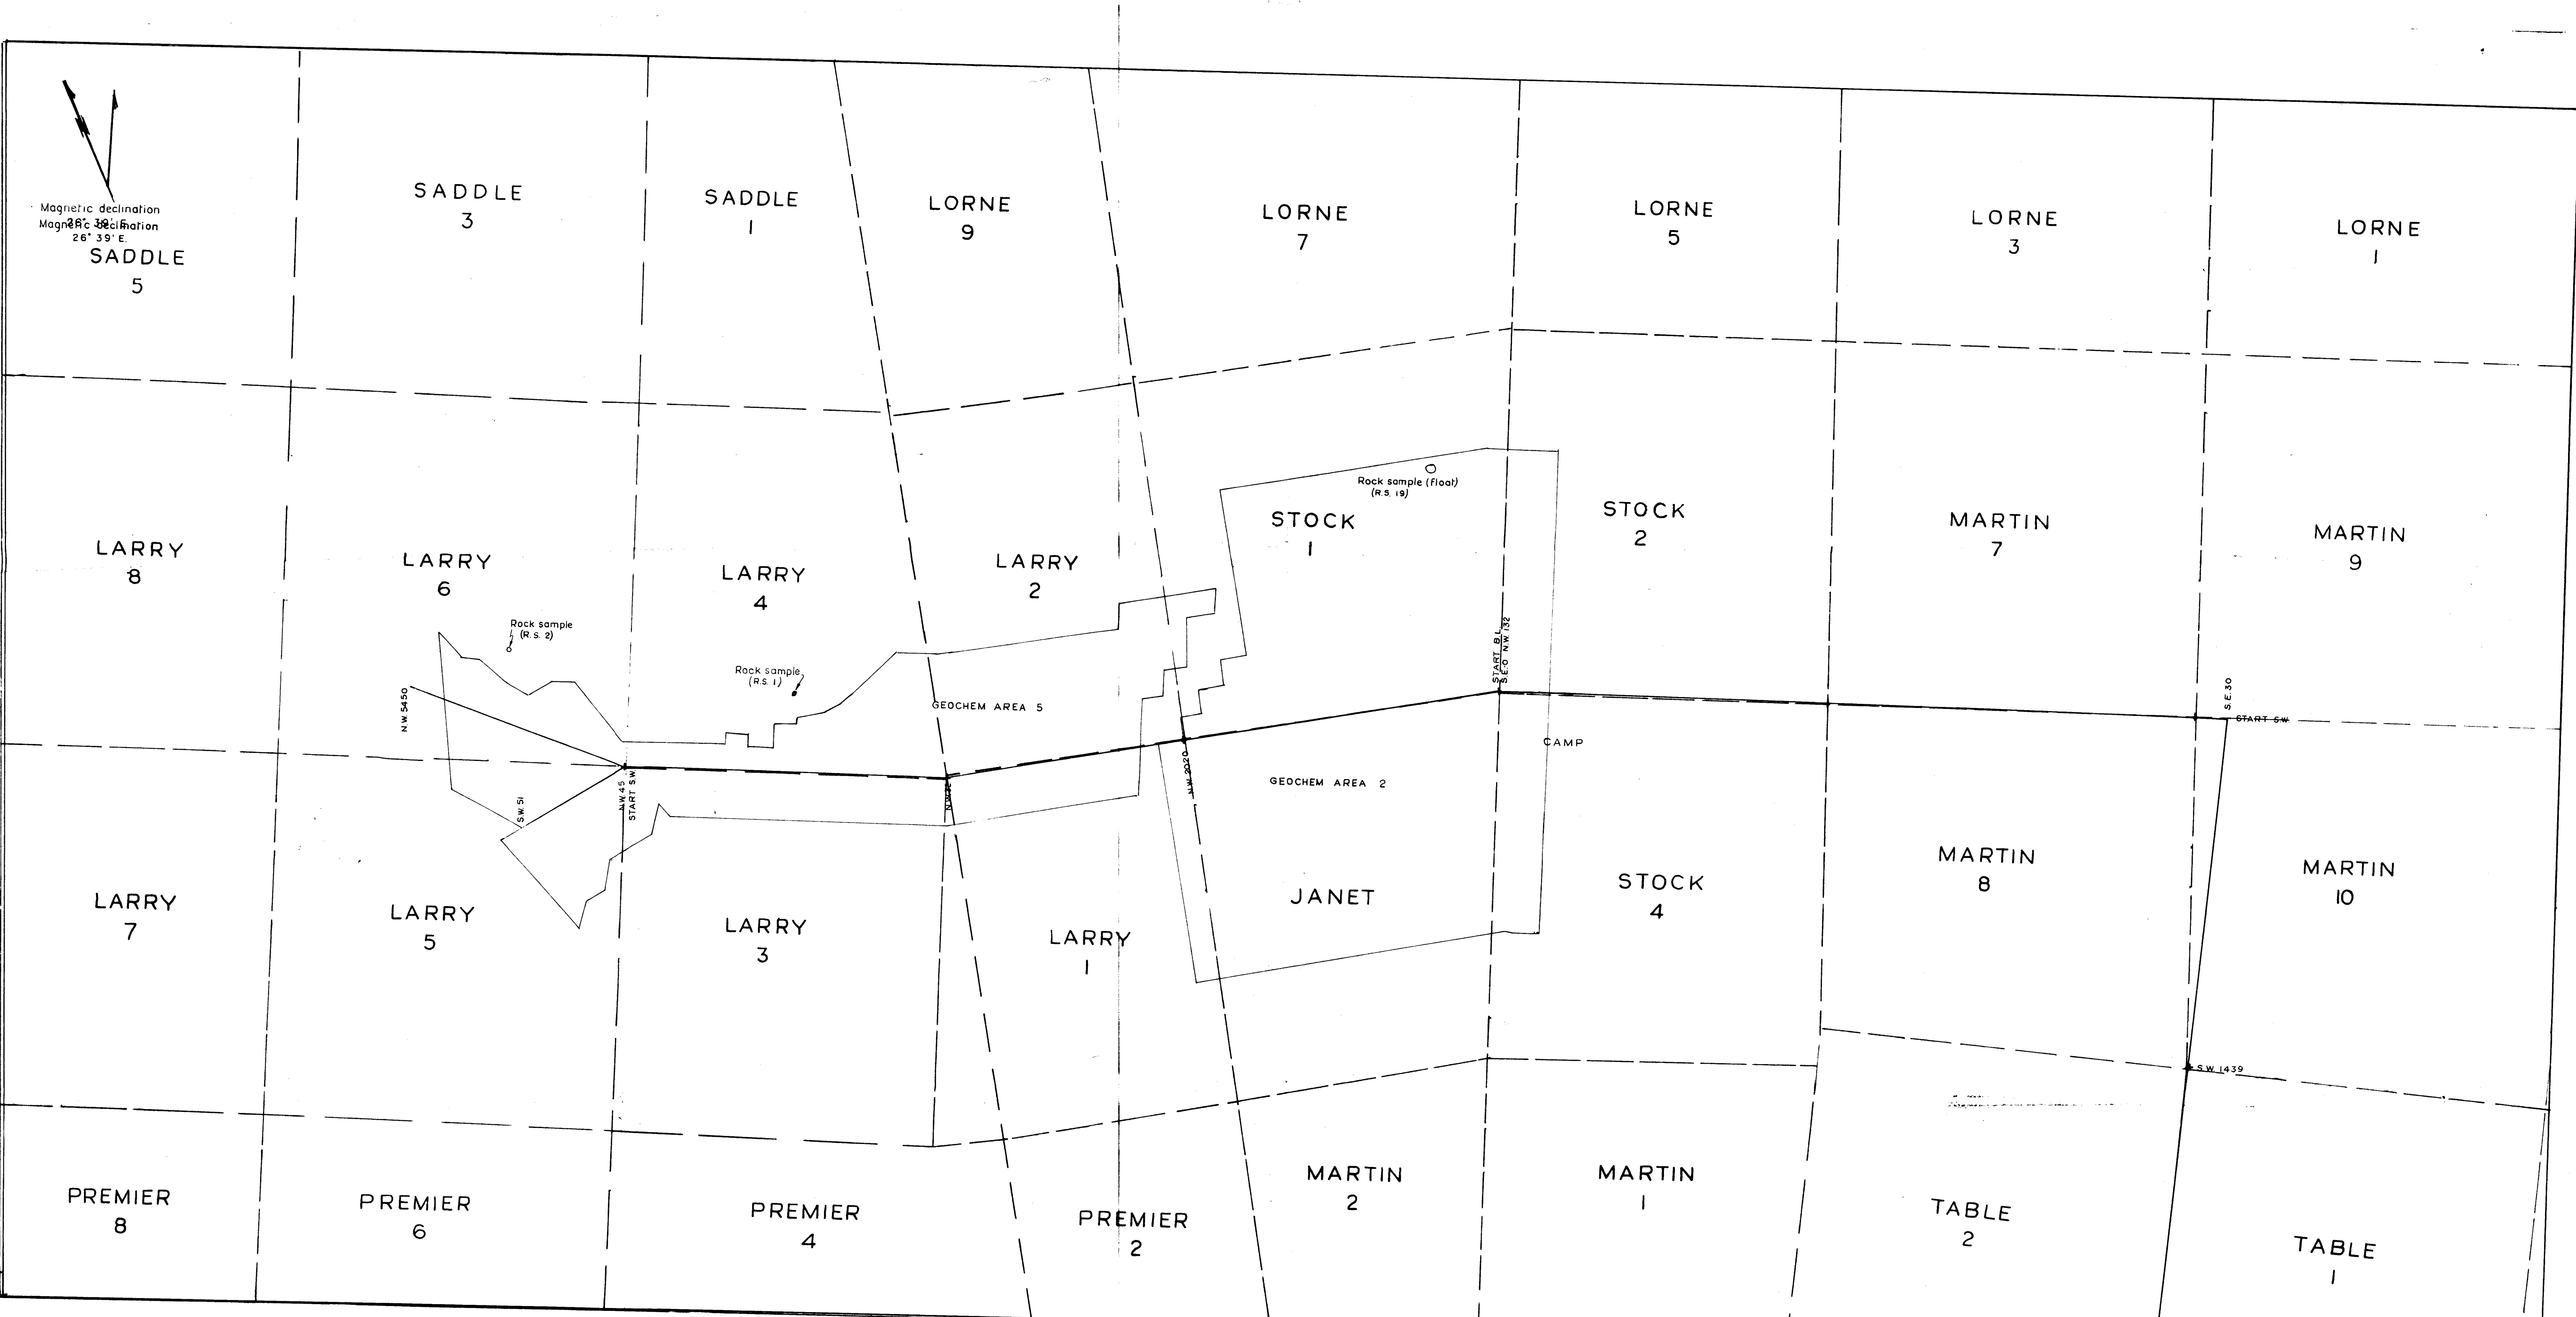 Magnetic declination
26° 39' E.
Magnetic declination
26° 39' E.
SADDLE
5
SADDLE
3
SADDLE
1
LORNE
9
LORNE
7
LORNE
5
LORNE
3
LORNE
1
LARRY
8
LARRY
6
LARRY
4
LARRY
2
STOCK
1
STOCK
2
MARTIN
7
MARTIN
9
Rock sample (float)
(R.S. 19)
Rock sample
(R.S. 2)
Rock sample
(R.S. 1)
GEOCHEM AREA 5
START B.L.
S.E.O N.W. 132
N.W. 5450
S.E. 30
START S.W.
CAMP
GEOCHEM AREA 2
N.W. 2020
N.W. 45
START S.W.
S.W. 51
LARRY
7
LARRY
5
LARRY
3
LARRY
1
JANET
STOCK
4
MARTIN
8
MARTIN
10
S.W. 1439
PREMIER
8
PREMIER
6
PREMIER
4
PREMIER
2
MARTIN
2
MARTIN
1
TABLE
2
TABLE
1